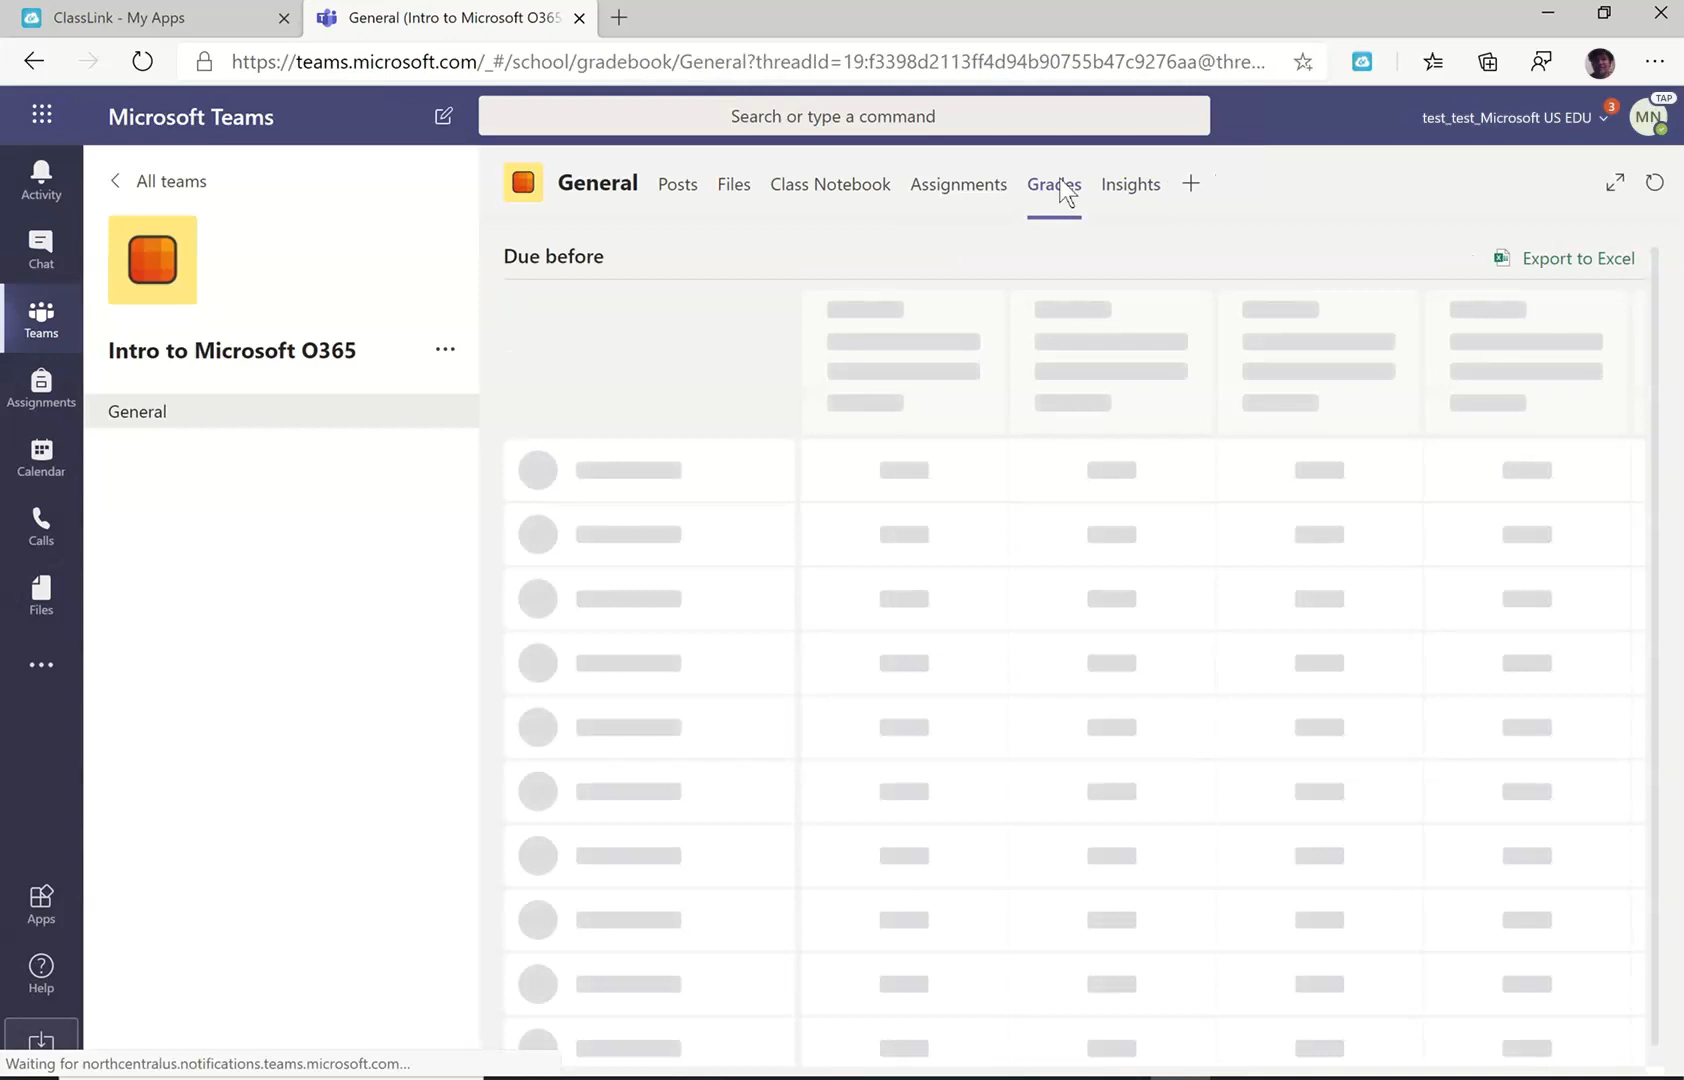 ClassLink - My Apps
General (Intro to Microsoft O365
https://teams.microsoft.com/_#/school/gradebook/General?threadId=19:f3398d2113ff4d94b90755b47c9276aa@thre...
Microsoft Teams
Search or type a command
test_test_Microsoft US EDU
3
MN
TAP
Activity
Chat
Teams
Assignments
Calendar
Calls
Files
Apps
Help
All teams
Intro to Microsoft O365
General
General
Posts
Files
Class Notebook
Assignments
Grades
Insights
Due before
Export to Excel
Waiting for northcentralus.notifications.teams.microsoft.com...